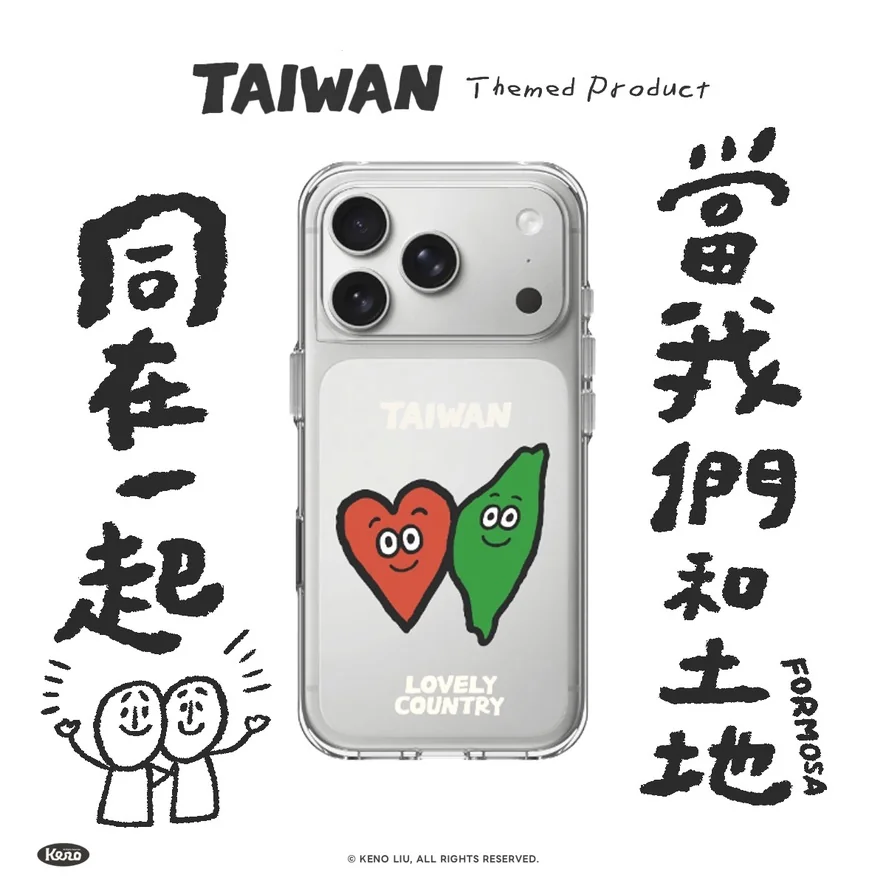 TAIWAN Themed Product
當我們和土地
FORMOSA
同在一起
TAIWAN
LOVELY
COUNTRY
Keno
© KENO LIU, ALL RIGHTS RESERVED.